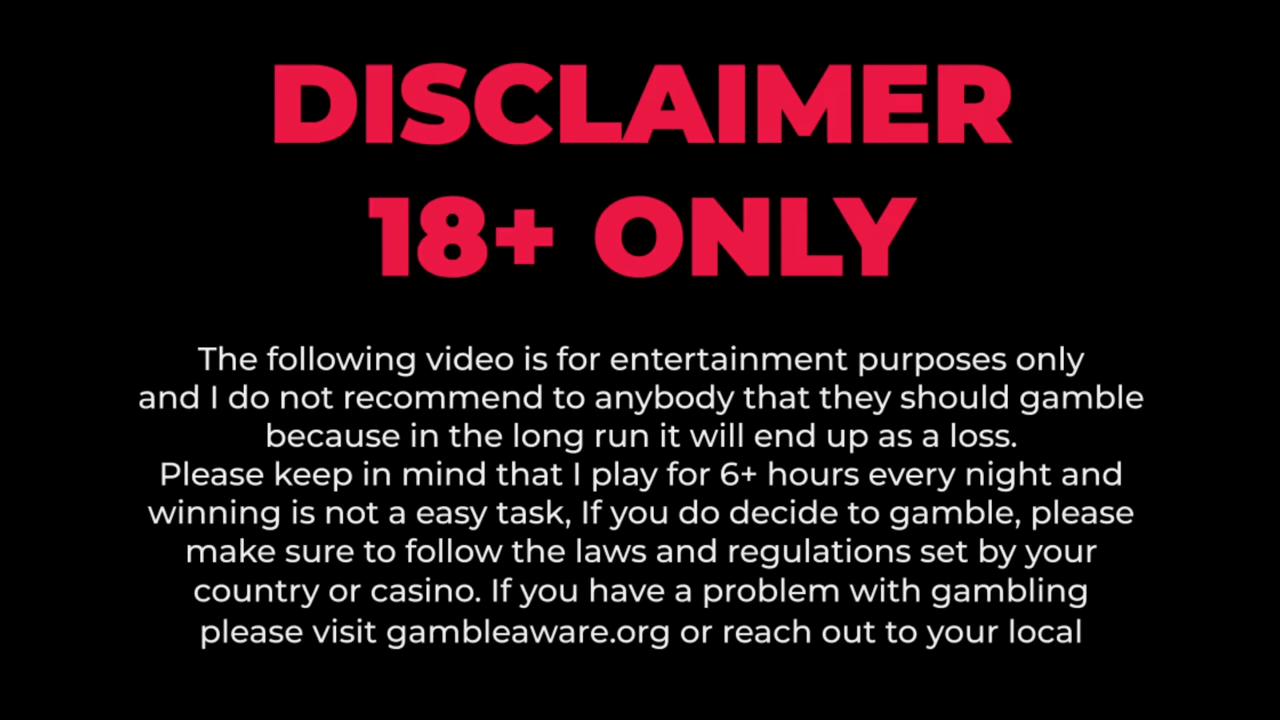 DISCLAIMER
18+ ONLY
The following video is for entertainment purposes only
and I do not recommend to anybody that they should gamble
because in the long run it will end up as a loss.
Please keep in mind that I play for 6+ hours every night and
winning is not a easy task, If you do decide to gamble, please
make sure to follow the laws and regulations set by your
country or casino. If you have a problem with gambling
please visit gambleaware.org or reach out to your local